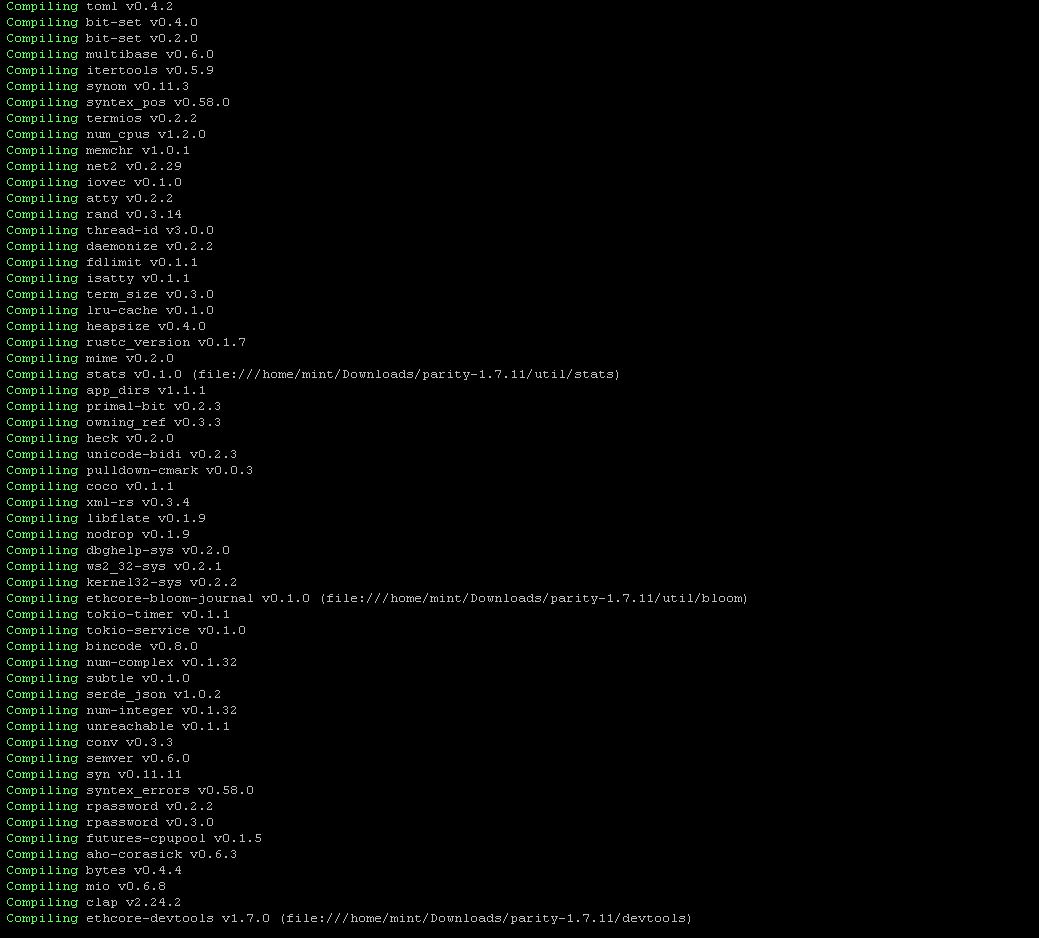 Compiling toml v0.4.2
Compiling bit-set v0.4.0
Compiling bit-set v0.2.0
Compiling multibase v0.6.0
Compiling itertools v0.5.9
Compiling synom v0.11.3
Compiling syntex_pos v0.58.0
Compiling termios v0.2.2
Compiling num_cpus v1.2.0
Compiling memchr v1.0.1
Compiling net2 v0.2.29
Compiling iovec v0.1.0
Compiling atty v0.2.2
Compiling rand v0.3.14
Compiling thread-id v3.0.0
Compiling daemonize v0.2.2
Compiling fdlimit v0.1.1
Compiling isatty v0.1.1
Compiling term_size v0.3.0
Compiling lru-cache v0.1.0
Compiling heapsize v0.4.0
Compiling rustc_version v0.1.7
Compiling mime v0.2.0
Compiling stats v0.1.0 (file:///home/mint/Downloads/parity-1.7.11/util/stats)
Compiling app_dirs v1.1.1
Compiling primal-bit v0.2.3
Compiling owning_ref v0.3.3
Compiling heck v0.2.0
Compiling unicode-bidi v0.2.3
Compiling pulldown-cmark v0.0.3
Compiling coco v0.1.1
Compiling xml-rs v0.3.4
Compiling libflate v0.1.9
Compiling nodrop v0.1.9
Compiling dbghelp-sys v0.2.0
Compiling ws2_32-sys v0.2.1
Compiling kernel32-sys v0.2.2
Compiling ethcore-bloom-journal v0.1.0 (file:///home/mint/Downloads/parity-1.7.11/util/bloom)
Compiling tokio-timer v0.1.1
Compiling tokio-service v0.1.0
Compiling bincode v0.8.0
Compiling num-complex v0.1.32
Compiling subtle v0.1.0
Compiling serde_json v1.0.2
Compiling num-integer v0.1.32
Compiling unreachable v0.1.1
Compiling conv v0.3.3
Compiling semver v0.6.0
Compiling syn v0.11.11
Compiling syntex_errors v0.58.0
Compiling rpassword v0.2.2
Compiling rpassword v0.3.0
Compiling futures-cpupool v0.1.5
Compiling aho-corasick v0.6.3
Compiling bytes v0.4.4
Compiling mio v0.6.8
Compiling clap v2.24.2
Compiling ethcore-devtools v1.7.0 (file:///home/mint/Downloads/parity-1.7.11/devtools)